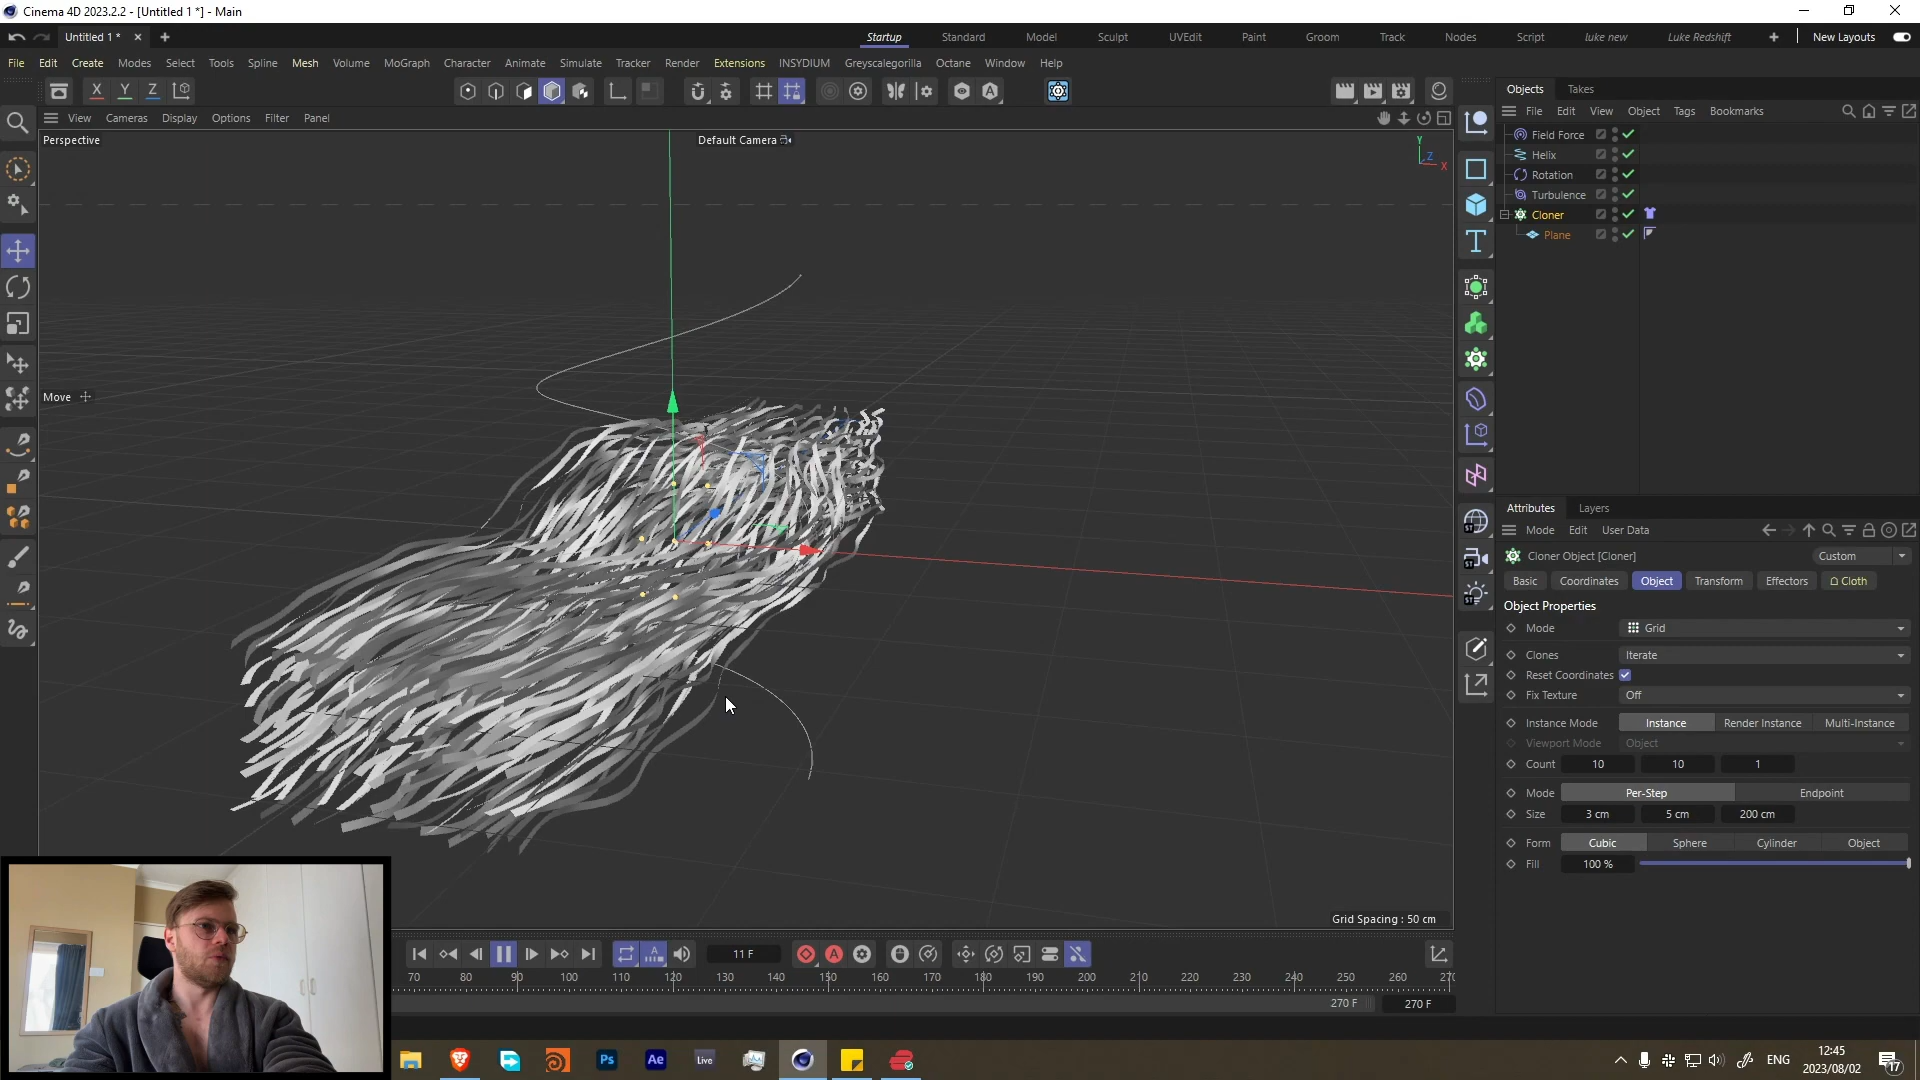 Cinema 4D 2023.2.2 - [Untitled 1 *] - Main
Untitled 1 *
Startup Standard Model Sculpt UVEdit Paint Groom Track Nodes Script luke new Luke Redshift New Layouts
File Edit Create Modes Select Tools Spline Mesh Volume MoGraph Character Animate Simulate Tracker Render Extensions INSYDIUM Greyscalegorilla Octane Window Help
X Y Z
Objects Takes
View Cameras Display Options Filter Panel
File Edit View Object Tags Bookmarks
Perspective
Default Camera
Y
Z
X
Field Force
Helix
Rotation
Turbulence
Cloner
Plane
Move
Attributes Layers
Mode Edit User Data
Cloner Object [Cloner]
Custom
Basic Coordinates Object Transform Effectors Cloth
Object Properties
Mode Grid
Clones Iterate
Reset Coordinates
Fix Texture Off
Instance Mode Instance Render Instance Multi-Instance
Viewport Mode Object
Count 10 10 1
Mode Per-Step Endpoint
Size 3 cm 5 cm 200 cm
Form Cubic Sphere Cylinder Object
Fill 100 %
Grid Spacing : 50 cm
11 F
70 80 90 100 110 120 130 140 150 160 170 180 190 200 210 220 230 240 250 260 270
270 F 270 F
Ps Ae Live
ENG
12:45
2023/08/02
17